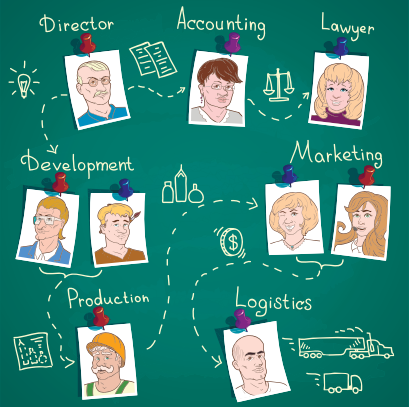 Director
Accounting
Lawyer
Development
Marketing
Production
Logistics
$